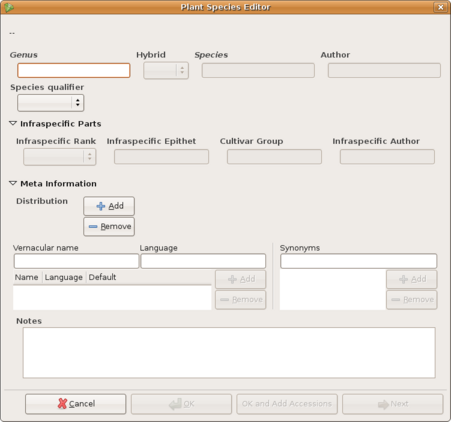 Plant Species Editor
--
Genus Hybrid Species Author
Species qualifier
Infraspecific Parts
Infraspecific Rank Infraspecific Epithet Cultivar Group Infraspecific Author
Meta Information
Distribution Add
Remove
Vernacular name Language Synonyms
Name Language Default Add Add
Remove Remove
Notes
Cancel OK OK and Add Accessions Next